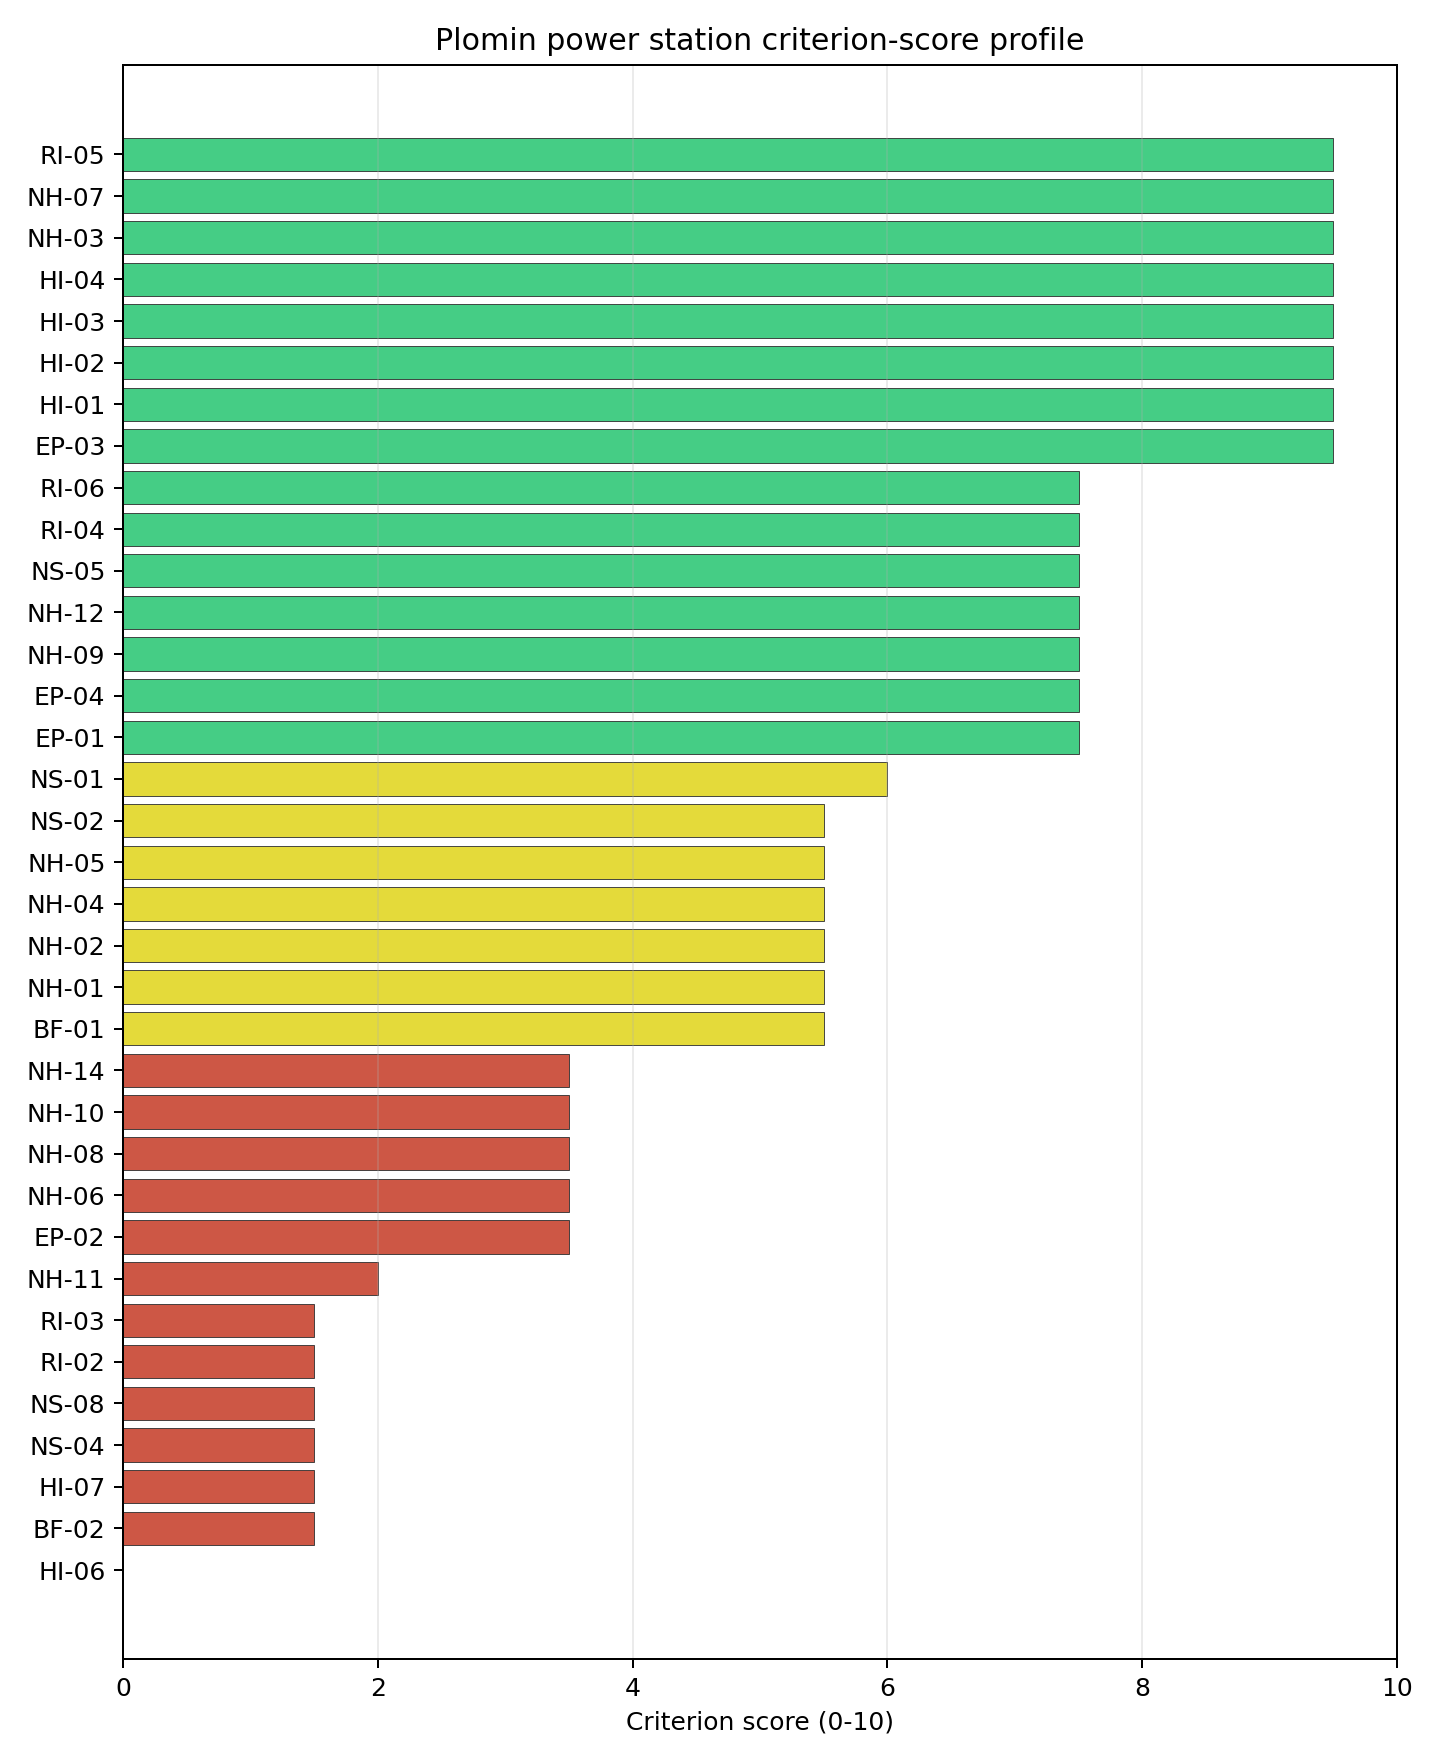 Plomin power station criterion-score profile
RI-05
NH-07
NH-03
HI-04
HI-03
HI-02
HI-01
EP-03
RI-06
RI-04
NS-05
NH-12
NH-09
EP-04
EP-01
NS-01
NS-02
NH-05
NH-04
NH-02
NH-01
BF-01
NH-14
NH-10
NH-08
NH-06
EP-02
NH-11
RI-03
RI-02
NS-08
NS-04
HI-07
BF-02
HI-06
0 2 4 6 8 10
Criterion score (0-10)